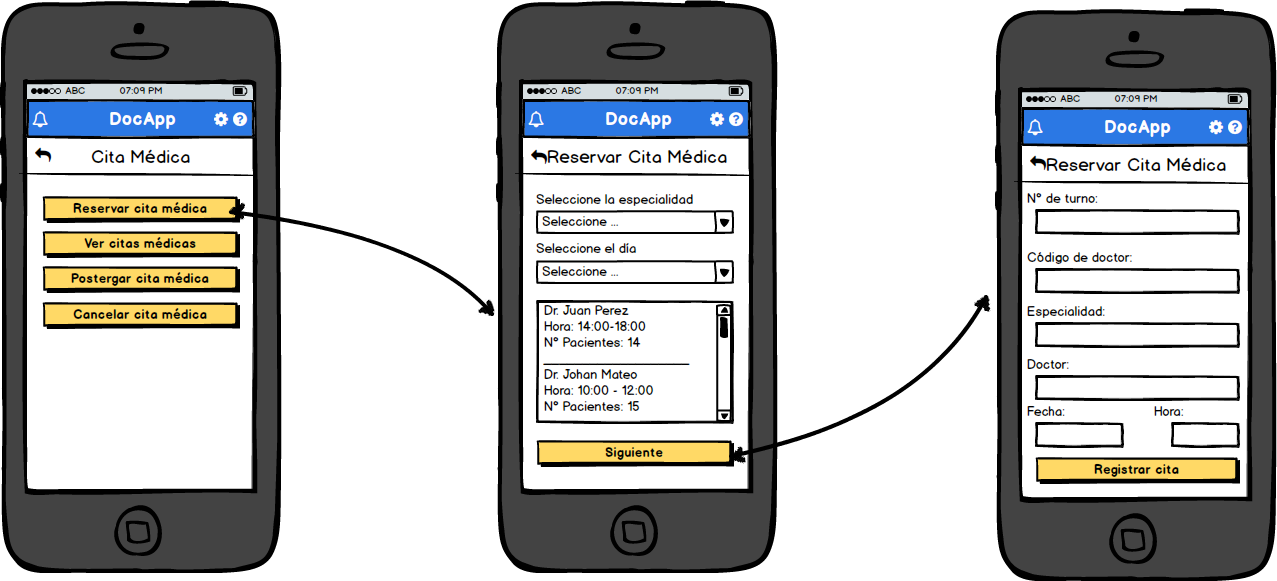 ABC 07:09 PM
DocApp
Cita Médica
Reservar cita médica
Ver citas médicas
Postergar cita médica
Cancelar cita médica
ABC 07:09 PM
DocApp
Reservar Cita Médica
Seleccione la especialidad
Seleccione ...
Seleccione el día
Seleccione ...
Dr. Juan Perez
Hora: 14:00-18:00
N° Pacientes: 14
Dr. Johan Mateo
Hora: 10:00 - 12:00
N° Pacientes: 15
Siguiente
ABC 07:09 PM
DocApp
Reservar Cita Médica
N° de turno:
Código de doctor:
Especialidad:
Doctor:
Fecha: Hora:
Registrar cita